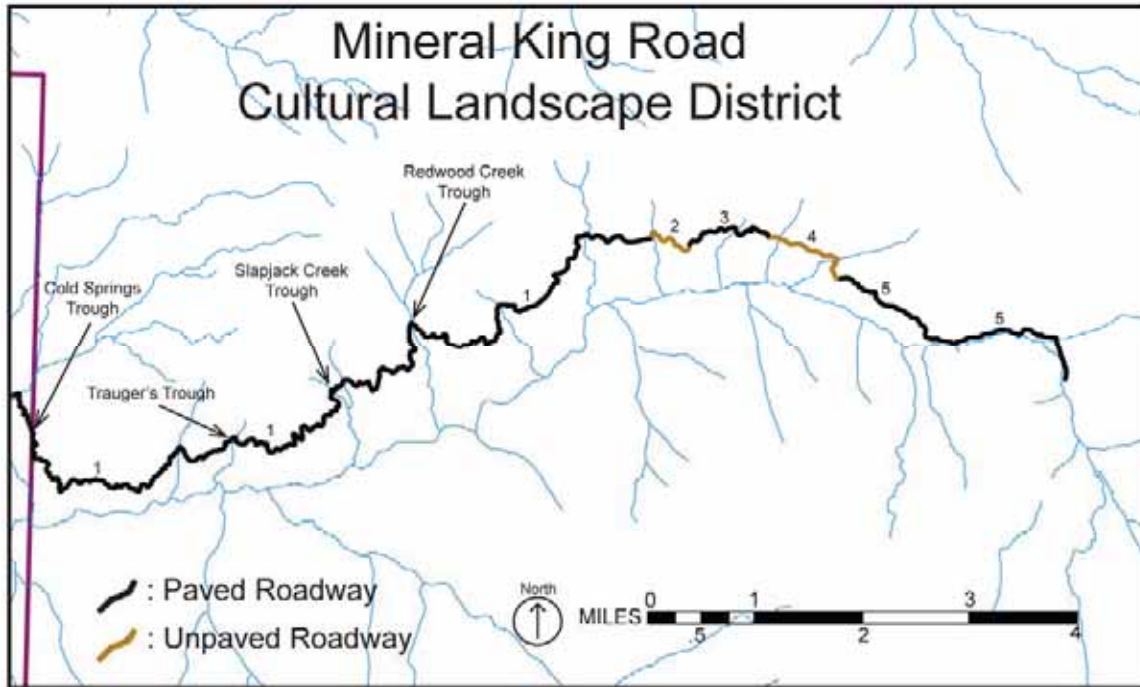 Mineral King Road
Cultural Landscape District
Redwood Creek
Trough
Slapjack Creek
Trough
Cold Springs
Trough
Trauger's Trough
1
1
1
2
3
4
5
5
: Paved Roadway
: Unpaved Roadway
North
MILES
0 1 3
.5 2 4